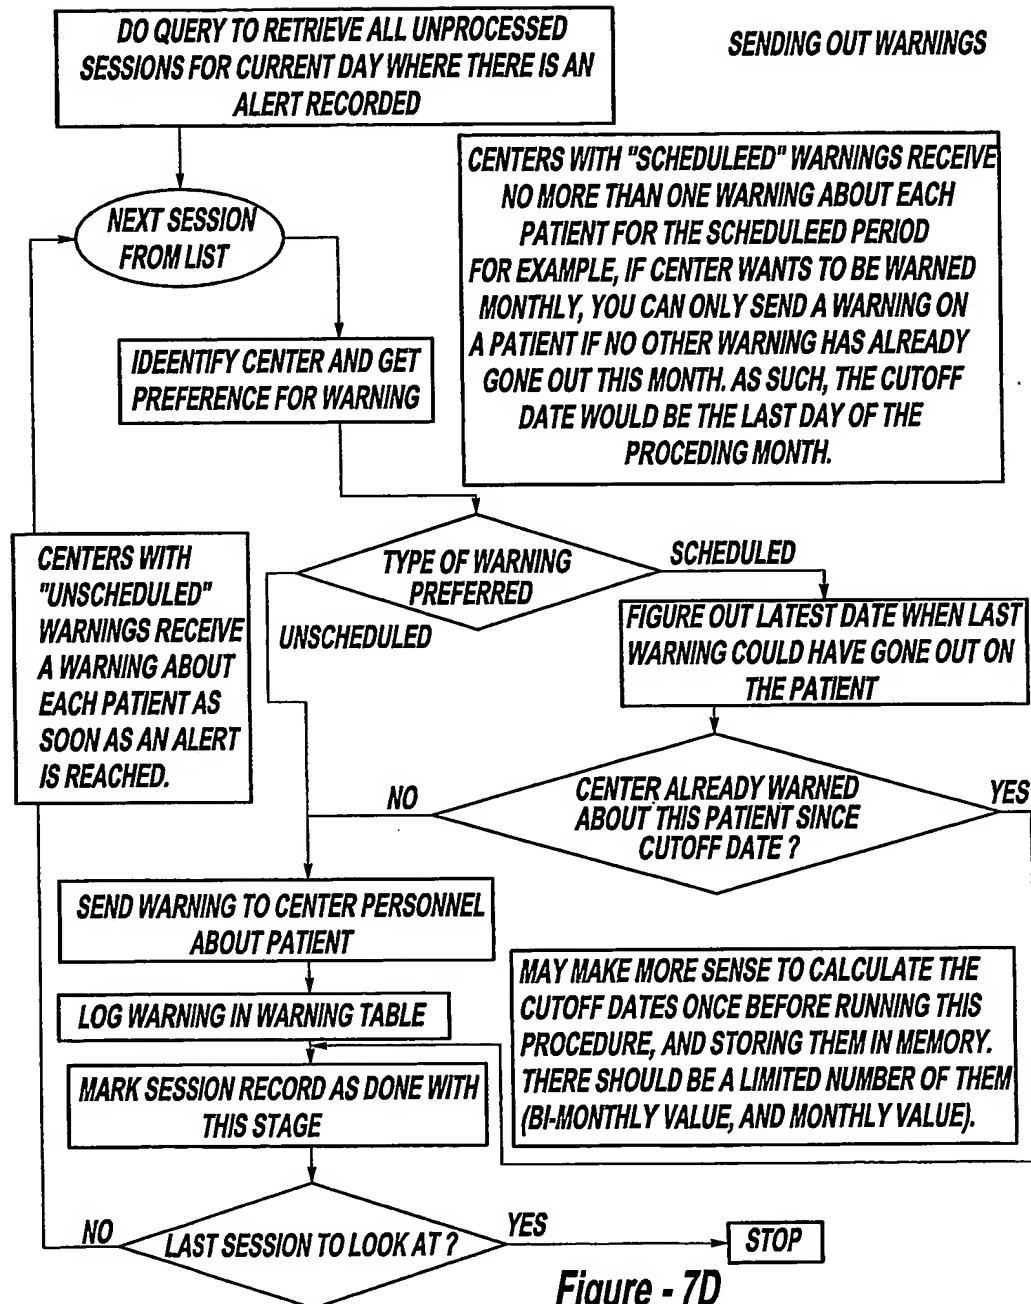 DO QUERY TO RETRIEVE ALL UNPROCESSED
SESSIONS FOR CURRENT DAY WHERE THERE IS AN
ALERT RECORDED
SENDING OUT WARNINGS
NEXT SESSION
FROM LIST
CENTERS WITH "SCHEDULEED" WARNINGS RECEIVE
NO MORE THAN ONE WARNING ABOUT EACH
PATIENT FOR THE SCHEDULEED PERIOD
FOR EXAMPLE, IF CENTER WANTS TO BE WARNED
MONTHLY, YOU CAN ONLY SEND A WARNING ON
A PATIENT IF NO OTHER WARNING HAS ALREADY
GONE OUT THIS MONTH. AS SUCH, THE CUTOFF
DATE WOULD BE THE LAST DAY OF THE
PROCEDING MONTH.
IDEENTIFY CENTER AND GET
PREFERENCE FOR WARNING
TYPE OF WARNING
PREFERRED
SCHEDULED
UNSCHEDULED
CENTERS WITH
"UNSCHEDULED"
WARNINGS RECEIVE
A WARNING ABOUT
EACH PATIENT AS
SOON AS AN ALERT
IS REACHED.
FIGURE OUT LATEST DATE WHEN LAST
WARNING COULD HAVE GONE OUT ON
THE PATIENT
CENTER ALREADY WARNED
ABOUT THIS PATIENT SINCE
CUTOFF DATE ?
NO
YES
SEND WARNING TO CENTER PERSONNEL
ABOUT PATIENT
LOG WARNING IN WARNING TABLE
MAY MAKE MORE SENSE TO CALCULATE THE
CUTOFF DATES ONCE BEFORE RUNNING THIS
PROCEDURE, AND STORING THEM IN MEMORY.
THERE SHOULD BE A LIMITED NUMBER OF THEM
(BI-MONTHLY VALUE, AND MONTHLY VALUE).
MARK SESSION RECORD AS DONE WITH
THIS STAGE
LAST SESSION TO LOOK AT ?
NO
YES
STOP
Figure - 7D